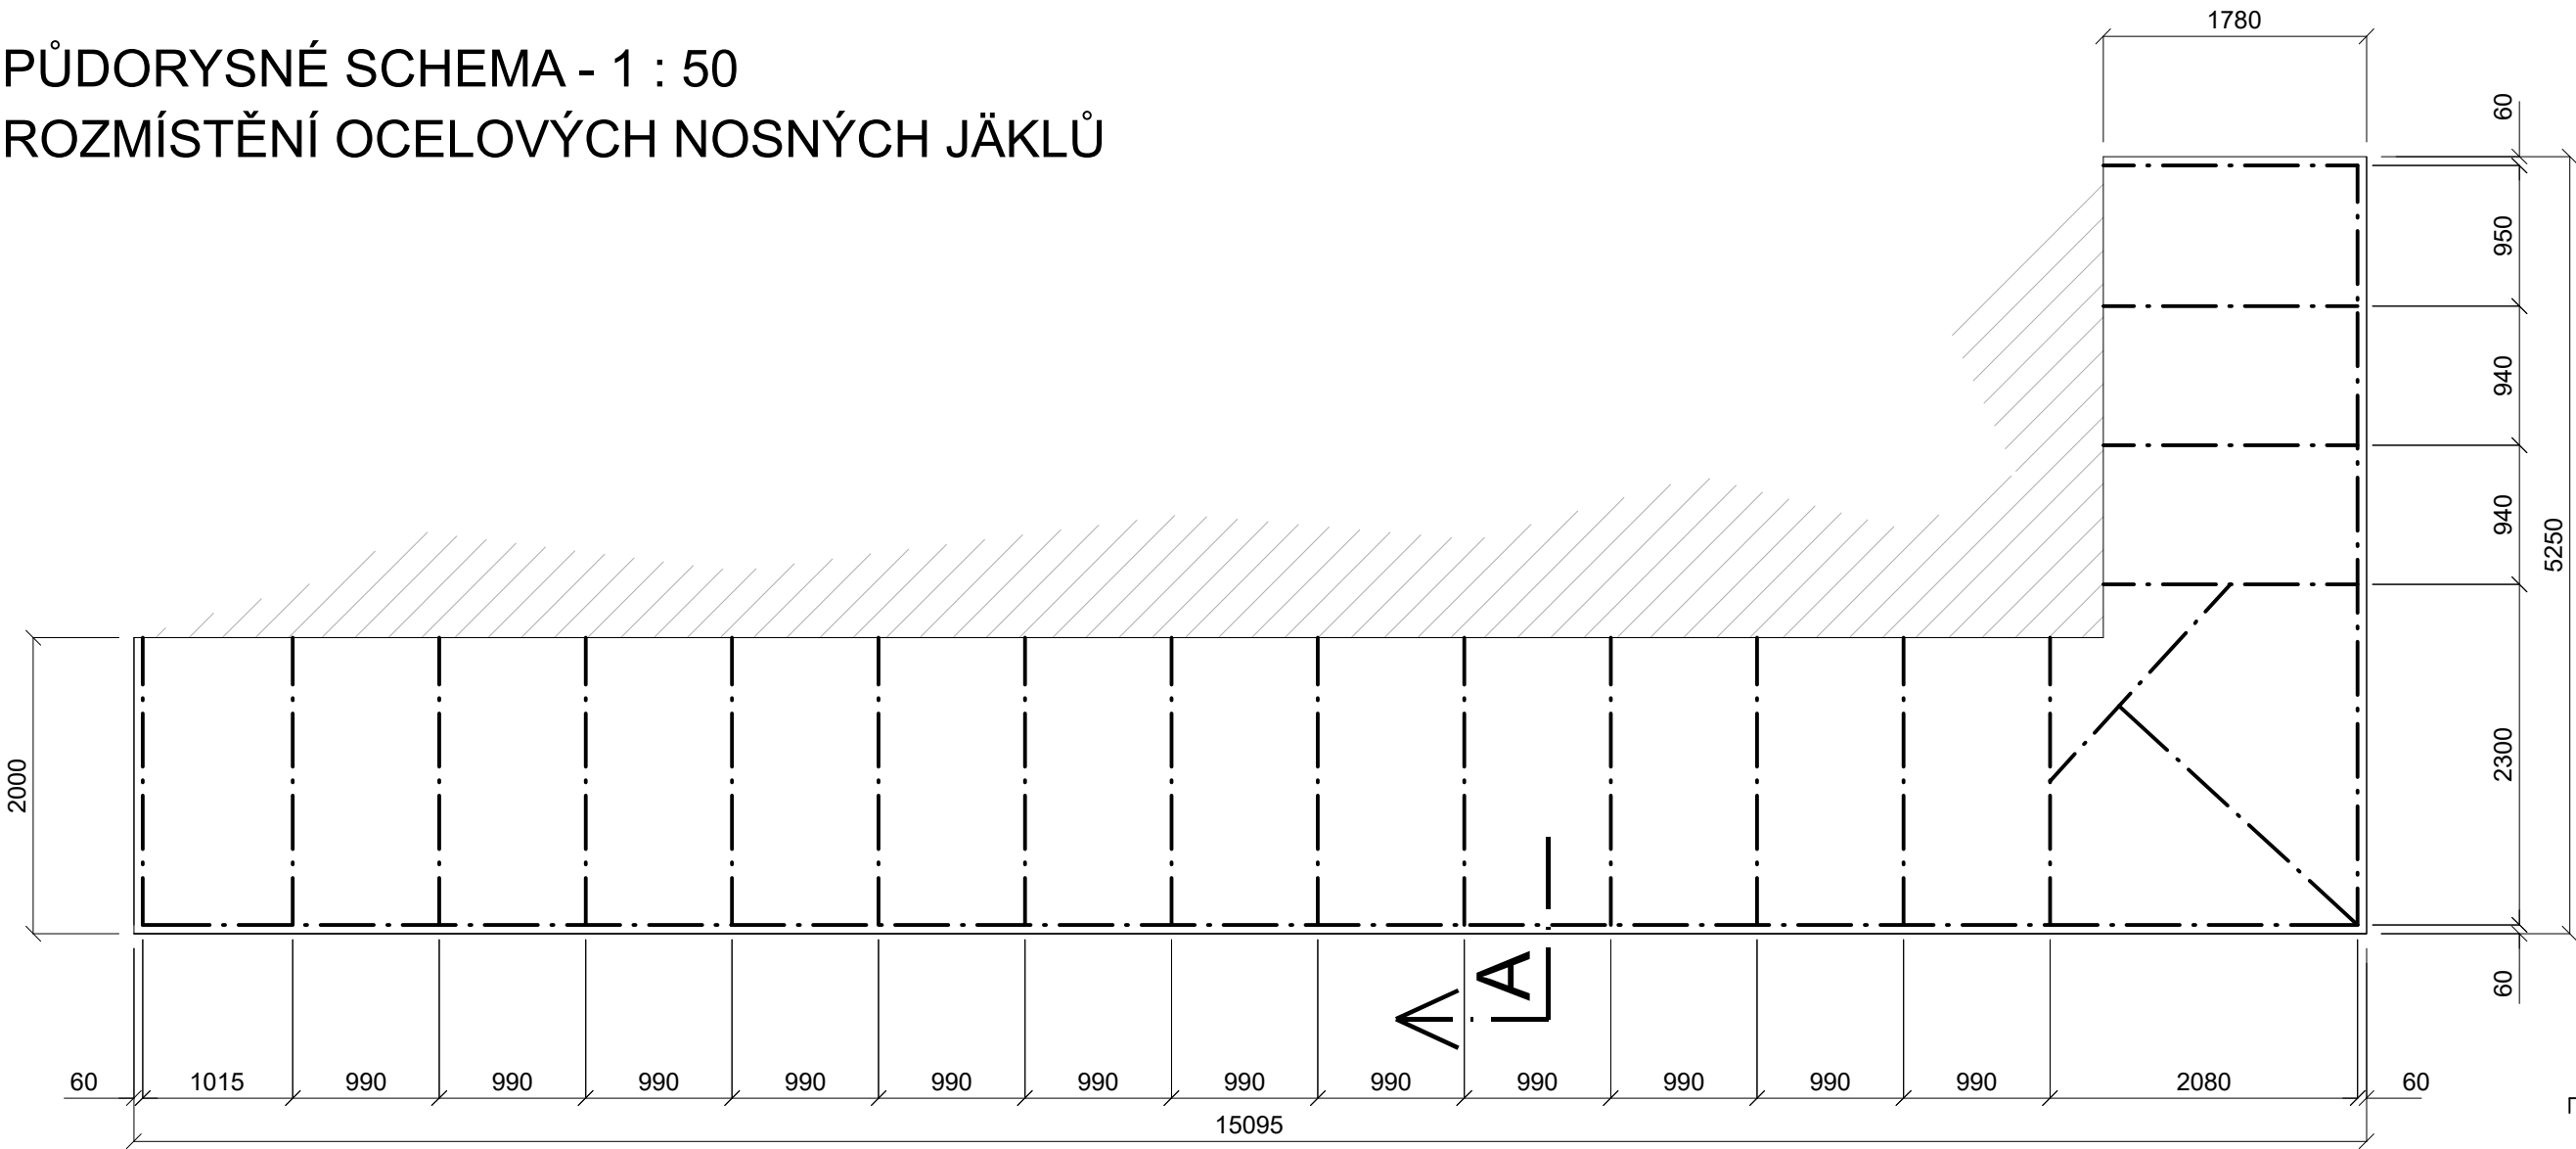 PŮDORYSNÉ SCHEMA - 1 : 50
ROZMÍSTĚNÍ OCELOVÝCH NOSNÝCH JÄKLŮ
1780
60
950
940
940
5250
2300
60
2000
A
60 1015 990 990 990 990 990 990 990 990 990 990 990 990 2080 60
15095